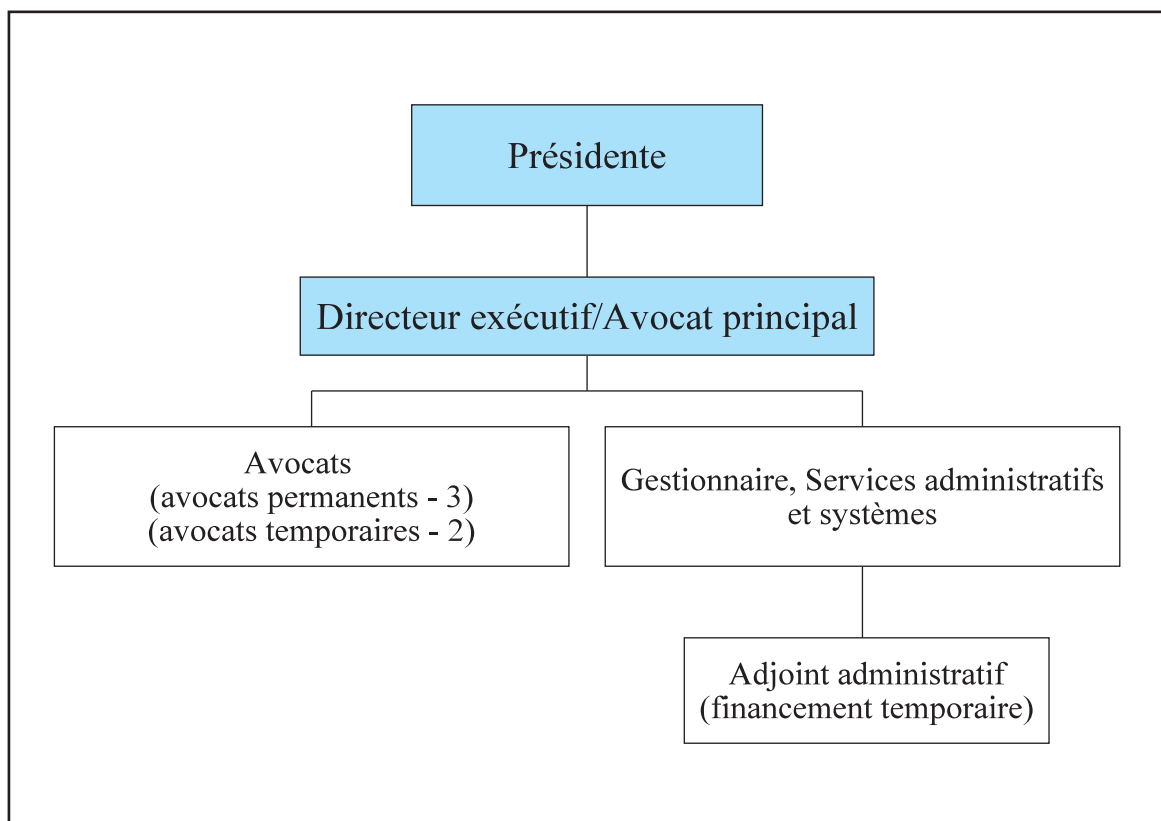 Présidente
Directeur exécutif/Avocat principal
Avocats
(avocats permanents - 3)
(avocats temporaires - 2)
Gestionnaire, Services administratifs
et systèmes
Adjoint administratif
(financement temporaire)